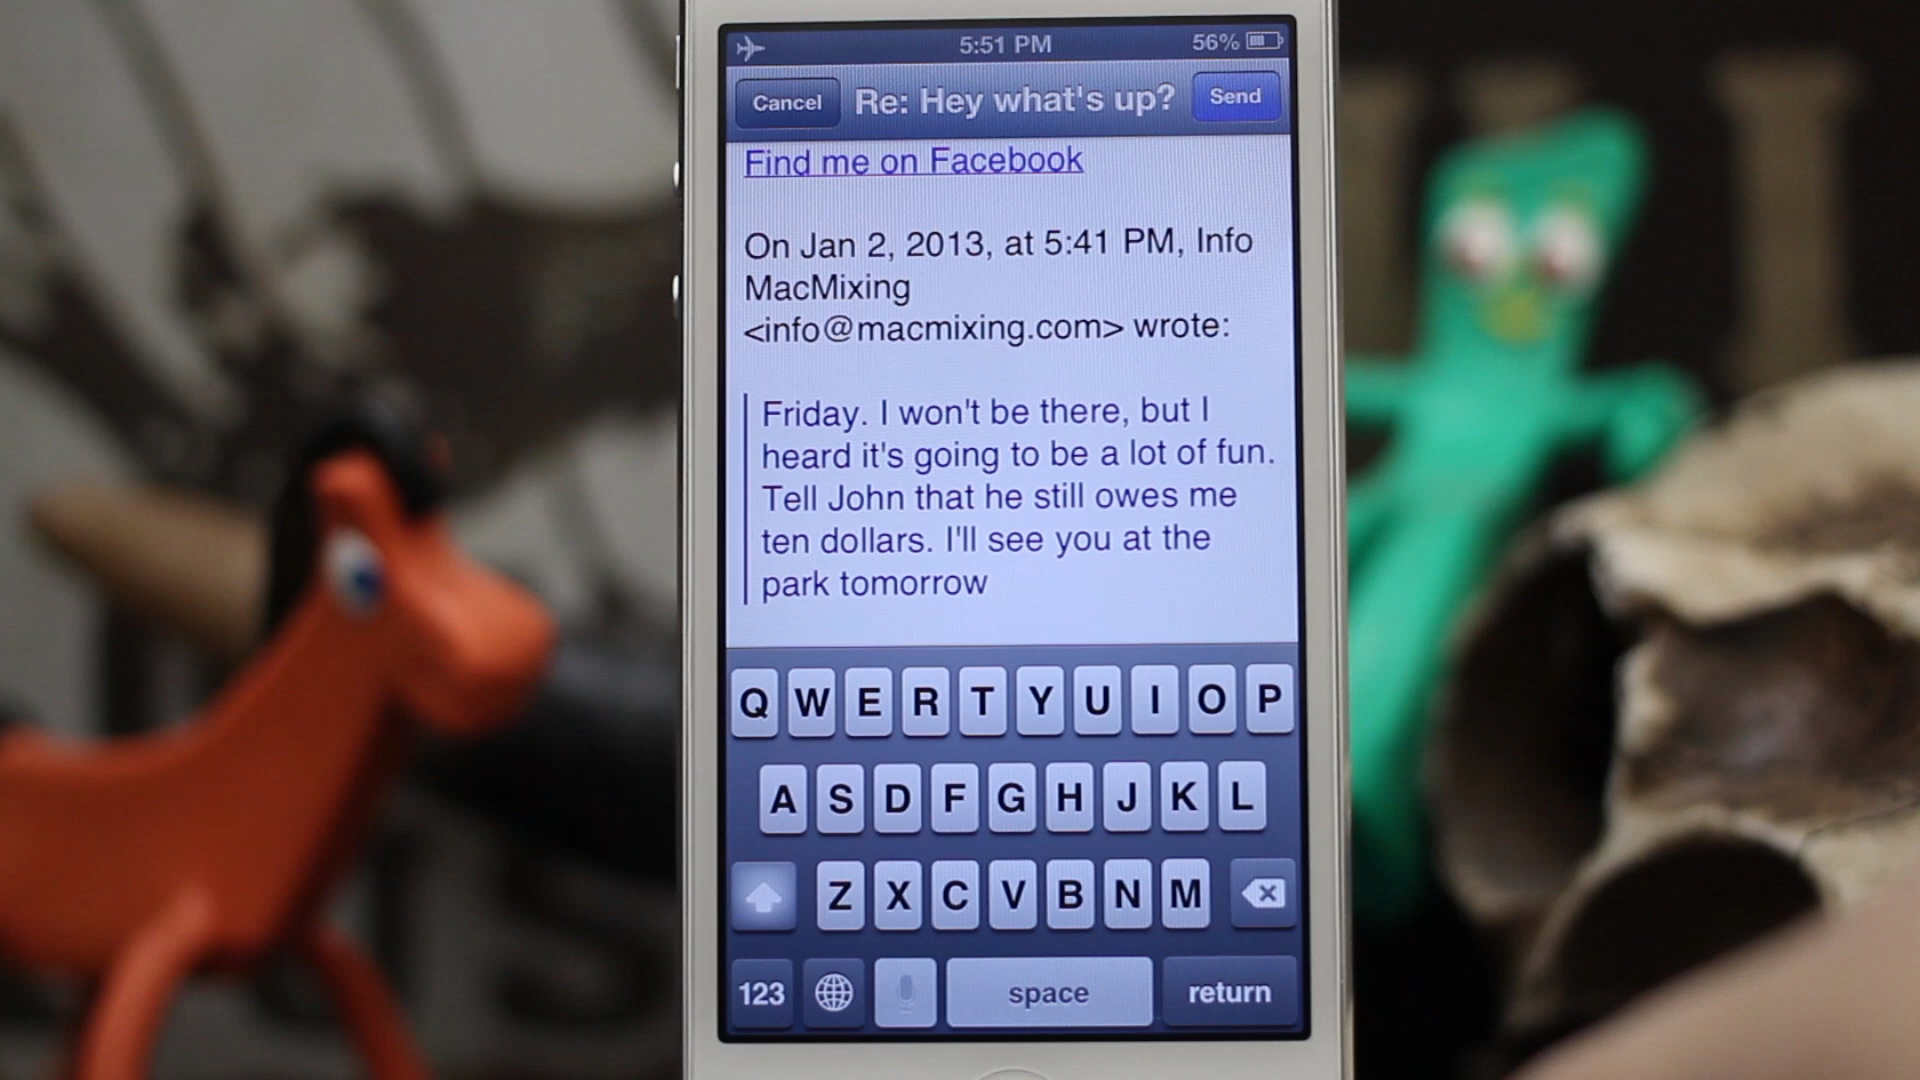 5:51 PM 56%
Cancel Re: Hey what's up? Send
Find me on Facebook
On Jan 2, 2013, at 5:41 PM, Info
MacMixing
<info@macmixing.com> wrote:
Friday. I won't be there, but I
heard it's going to be a lot of fun.
Tell John that he still owes me
ten dollars. I'll see you at the
park tomorrow
Q W E R T Y U I O P
A S D F G H J K L
Z X C V B N M
123 space return